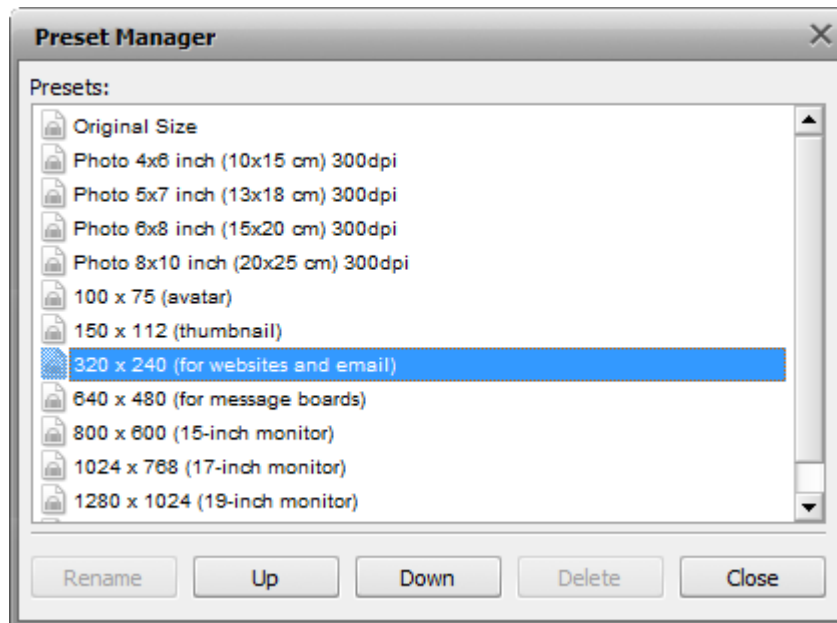 Preset Manager
Presets:
Original Size
Photo 4x6 inch (10x15 cm) 300dpi
Photo 5x7 inch (13x18 cm) 300dpi
Photo 6x8 inch (15x20 cm) 300dpi
Photo 8x10 inch (20x25 cm) 300dpi
100 x 75 (avatar)
150 x 112 (thumbnail)
320 x 240 (for websites and email)
640 x 480 (for message boards)
800 x 600 (15-inch monitor)
1024 x 768 (17-inch monitor)
1280 x 1024 (19-inch monitor)
Rename Up Down Delete Close